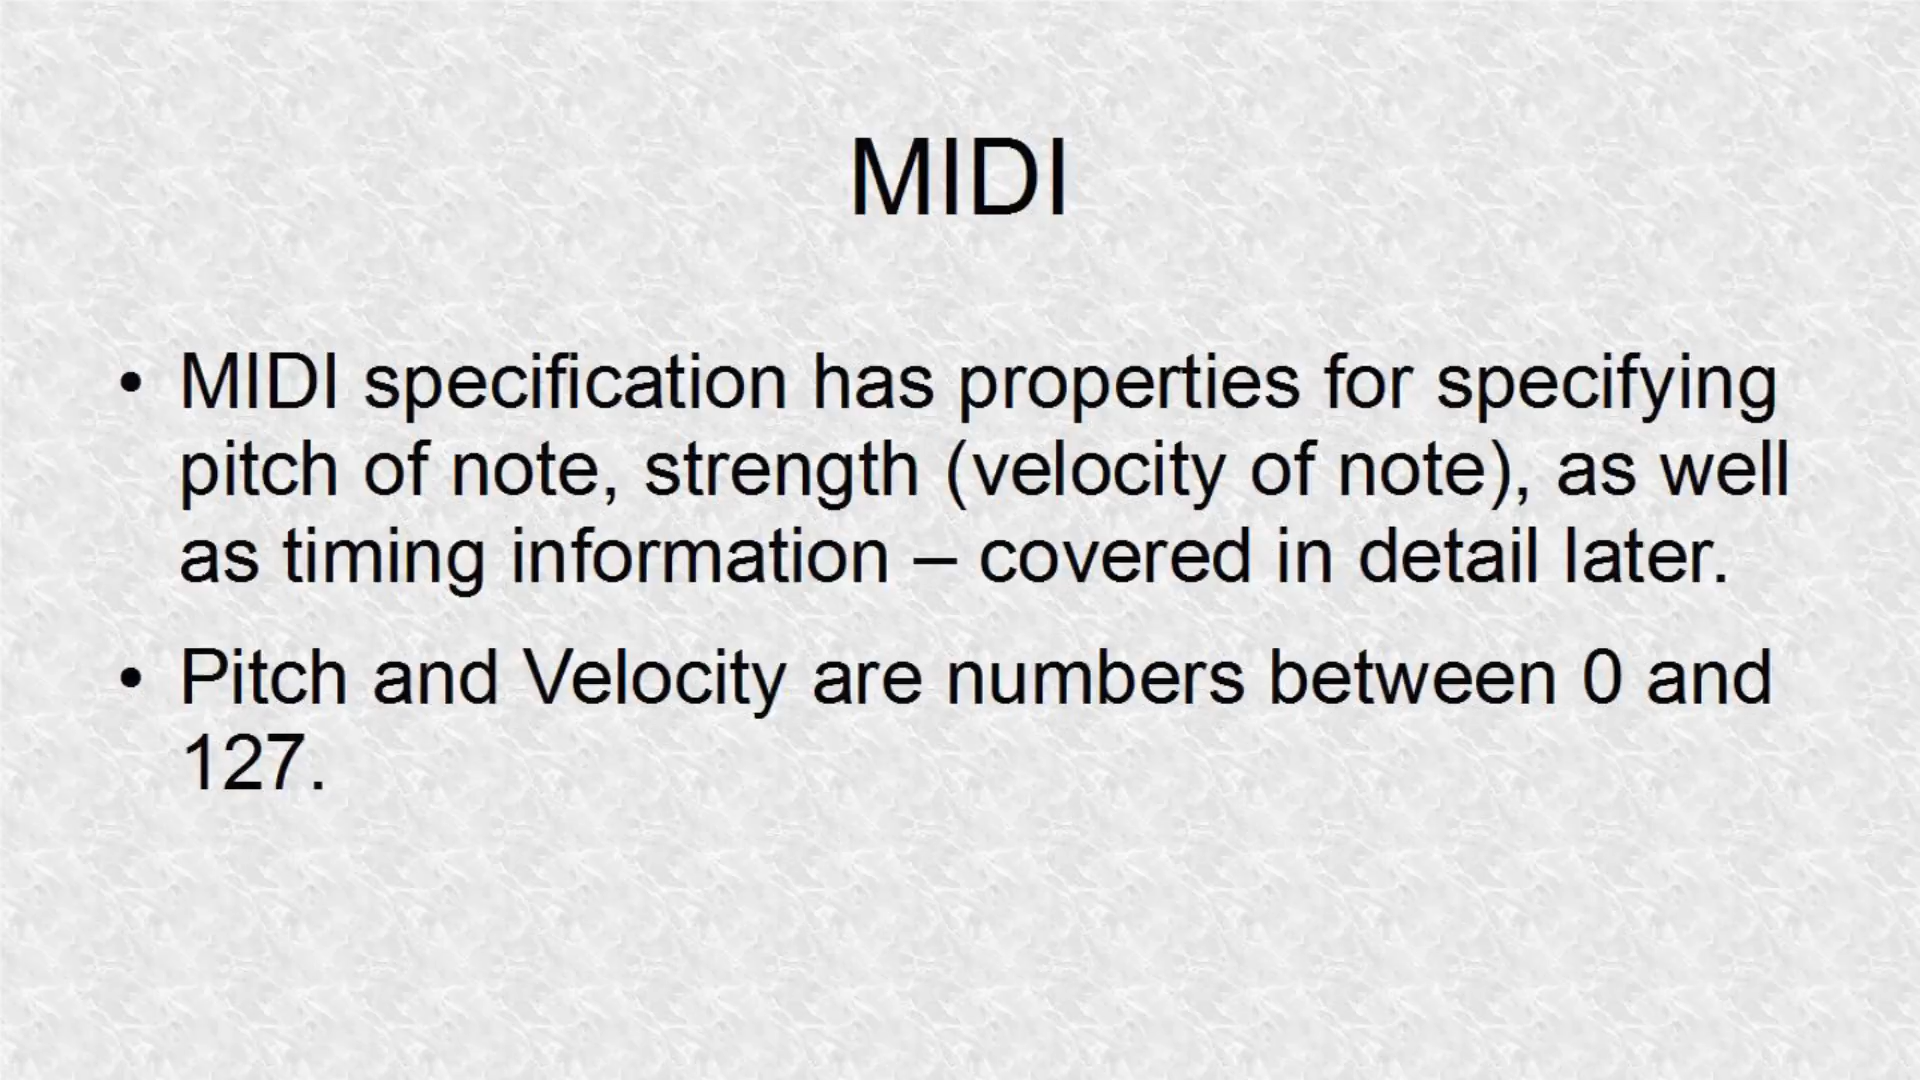 MIDI
• MIDI specification has properties for specifying
pitch of note, strength (velocity of note), as well
as timing information – covered in detail later.
• Pitch and Velocity are numbers between 0 and
127.